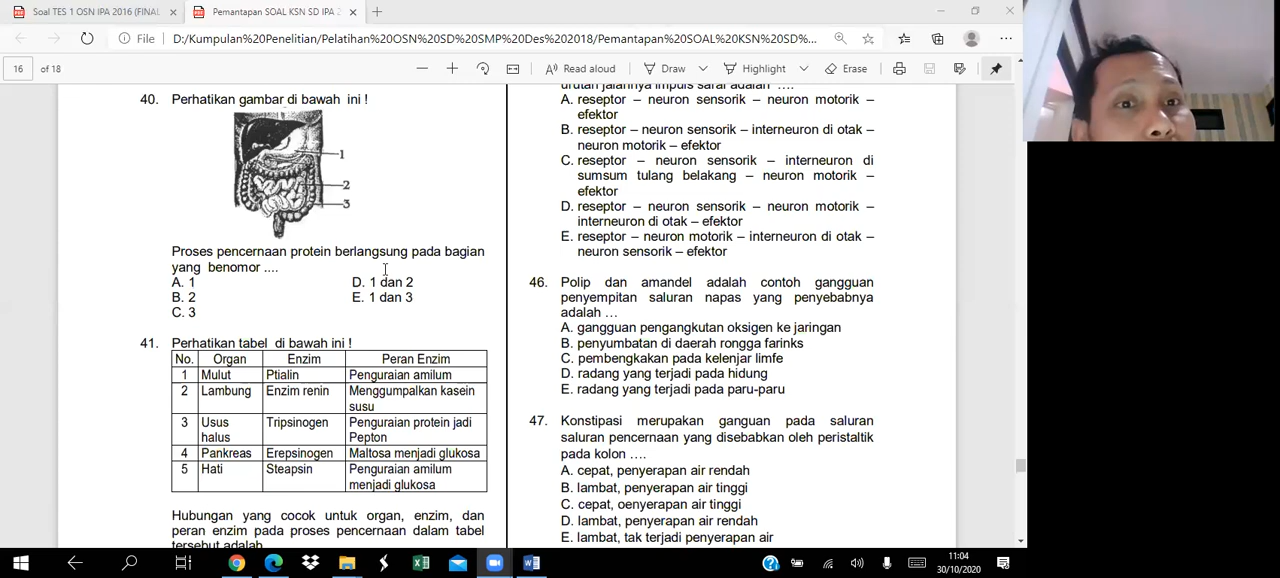 Soal TES 1 OSN IPA 2016 (FINAL
Pemantapan SOAL KSN SD IPA 2
File
D:/Kumpulan%20Penelitian/Pelatihan%20OSN%20SD%20SMP%20Des%202018/Pemantapan%20SOAL%20KSN%20SD%...
16 of 18
Read aloud
Draw
Highlight
Erase
40. Perhatikan gambar di bawah ini !
1
2
3
Proses pencernaan protein berlangsung pada bagian
yang benomor ....
A. 1 D. 1 dan 2
B. 2 E. 1 dan 3
C. 3
41. Perhatikan tabel di bawah ini !
No. Organ Enzim Peran Enzim
1 Mulut Ptialin Penguraian amilum
2 Lambung Enzim renin Menggumpalkan kasein
susu
3 Usus Tripsinogen Penguraian protein jadi
halus Pepton
4 Pankreas Erepsinogen Maltosa menjadi glukosa
5 Hati Steapsin Penguraian amilum
menjadi glukosa
Hubungan yang cocok untuk organ, enzim, dan
peran enzim pada proses pencernaan dalam tabel
tersebut adalah
urutan jalannya impuls saraf adalah ....
A. reseptor – neuron sensorik – neuron motorik –
efektor
B. reseptor – neuron sensorik – interneuron di otak –
neuron motorik – efektor
C. reseptor – neuron sensorik – interneuron di
sumsum tulang belakang – neuron motorik –
efektor
D. reseptor – neuron sensorik – neuron motorik –
interneuron di otak – efektor
E. reseptor – neuron motorik – interneuron di otak –
neuron sensorik – efektor
46. Polip dan amandel adalah contoh gangguan
penyempitan saluran napas yang penyebabnya
adalah ...
A. gangguan pengangkutan oksigen ke jaringan
B. penyumbatan di daerah rongga farinks
C. pembengkakan pada kelenjar limfe
D. radang yang terjadi pada hidung
E. radang yang terjadi pada paru-paru
47. Konstipasi merupakan ganguan pada saluran
saluran pencernaan yang disebabkan oleh peristaltik
pada kolon ....
A. cepat, penyerapan air rendah
B. lambat, penyerapan air tinggi
C. cepat, oenyerapan air tinggi
D. lambat, penyerapan air rendah
E. lambat, tak terjadi penyerapan air
11:04
30/10/2020